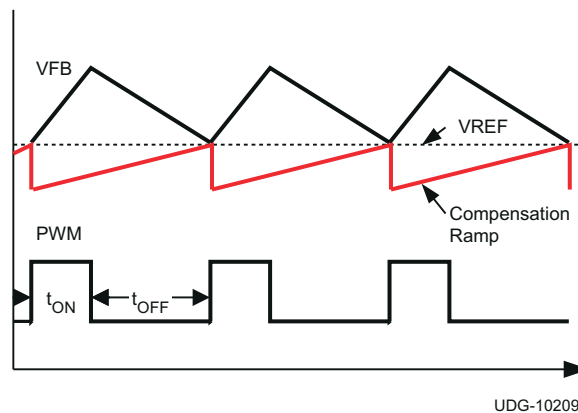 VFB
VREF
Compensation
Ramp
PWM
tON
tOFF
UDG-10209